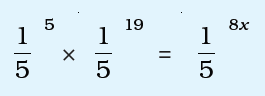 (1/5)^5 × (1/5)^19 = (1/5)^8x